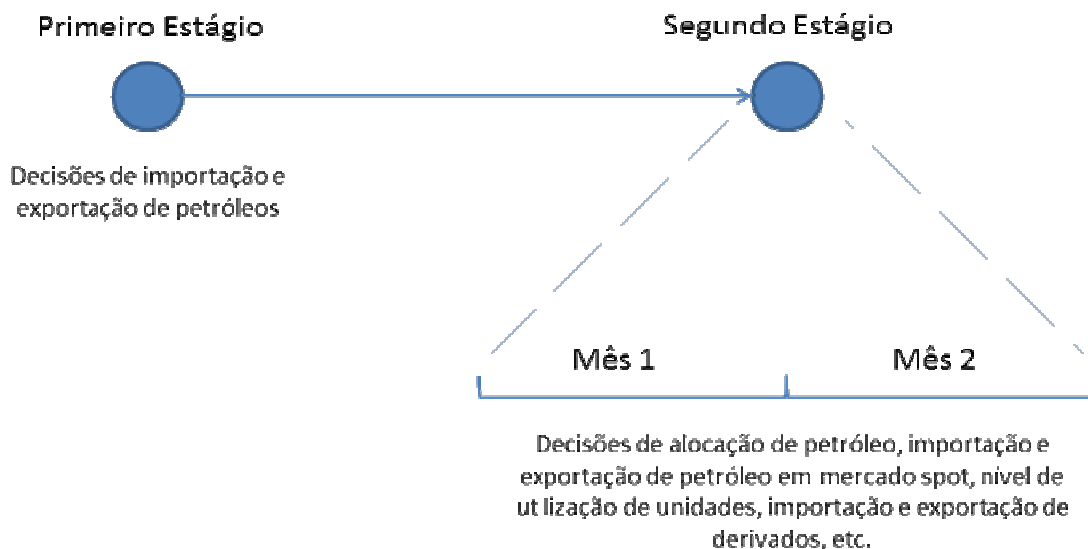 Primeiro Estágio
Segundo Estágio
Decisões de importação e
exportação de petróleos
Mês 1
Mês 2
Decisões de alocação de petróleo, importação e
exportação de petróleo em mercado spot, nível de
ut lização de unidades, importação e exportação de
derivados, etc.